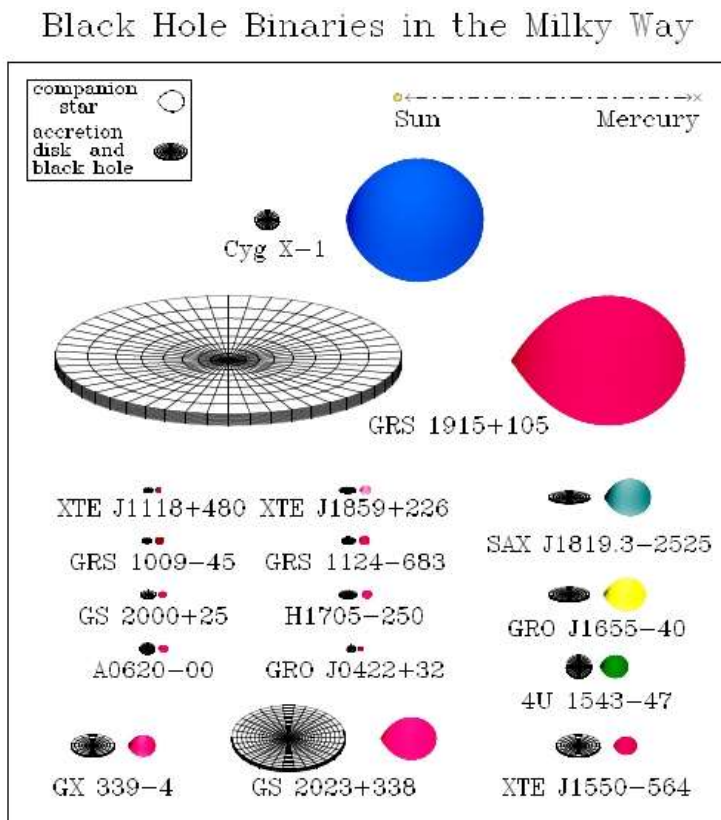 Black Hole Binaries in the Milky Way
companion
star
accretion
disk and
black hole
Sun Mercury
Cyg X-1
GRS 1915+105
XTE J1118+480 XTE J1859+226
SAX J1819.3-2525
GRS 1009-45 GRS 1124-683
GS 2000+25 H1705-250
GRO J1655-40
A0620-00 GRO J0422+32
4U 1543-47
GX 339-4 GS 2023+338 XTE J1550-564